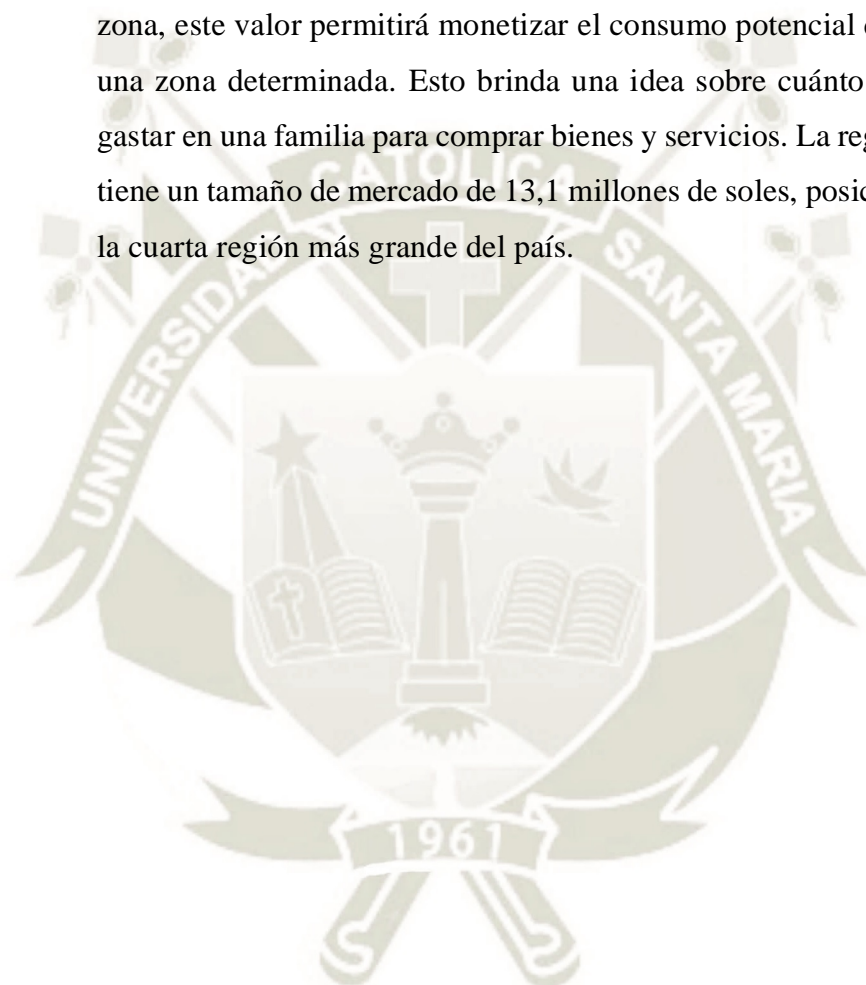 zona, este valor permitirá monetizar el consumo potencial
una zona determinada. Esto brinda una idea sobre cuánto
gastar en una familia para comprar bienes y servicios. La
tiene un tamaño de mercado de 13,1 millones de soles,
la cuarta región más grande del país.
UNIVERSIDAD CATOLICA SANTA MARIA
1961